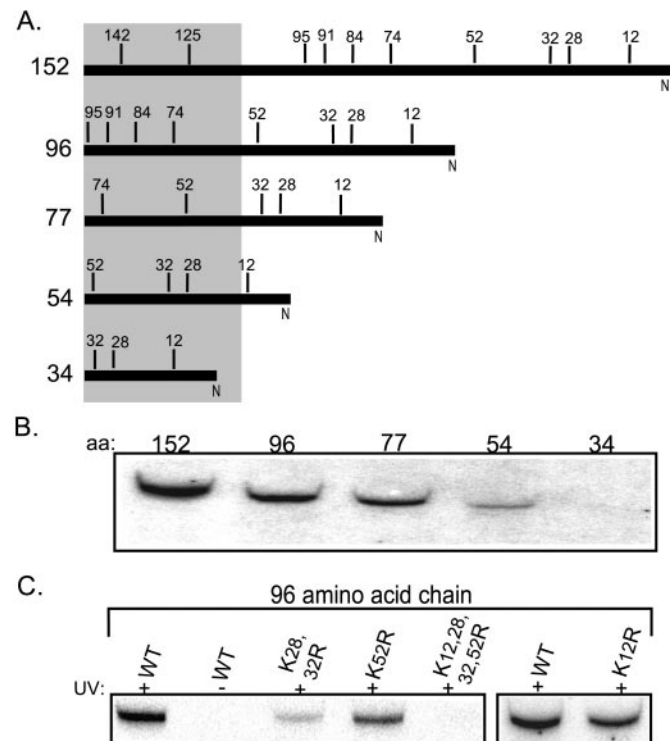 A.
142 125 95 91 84 74 52 32 28 12
152
N
95 91 84 74 52 32 28 12
96
N
74 52 32 28 12
77
N
52 32 28 12
54
N
32 28 12
34
N
B.
aa: 152 96 77 54 34
C.
96 amino acid chain
WT WT K28,32R K52R K12,28,32,52R WT K12R
UV: + - + + + + +